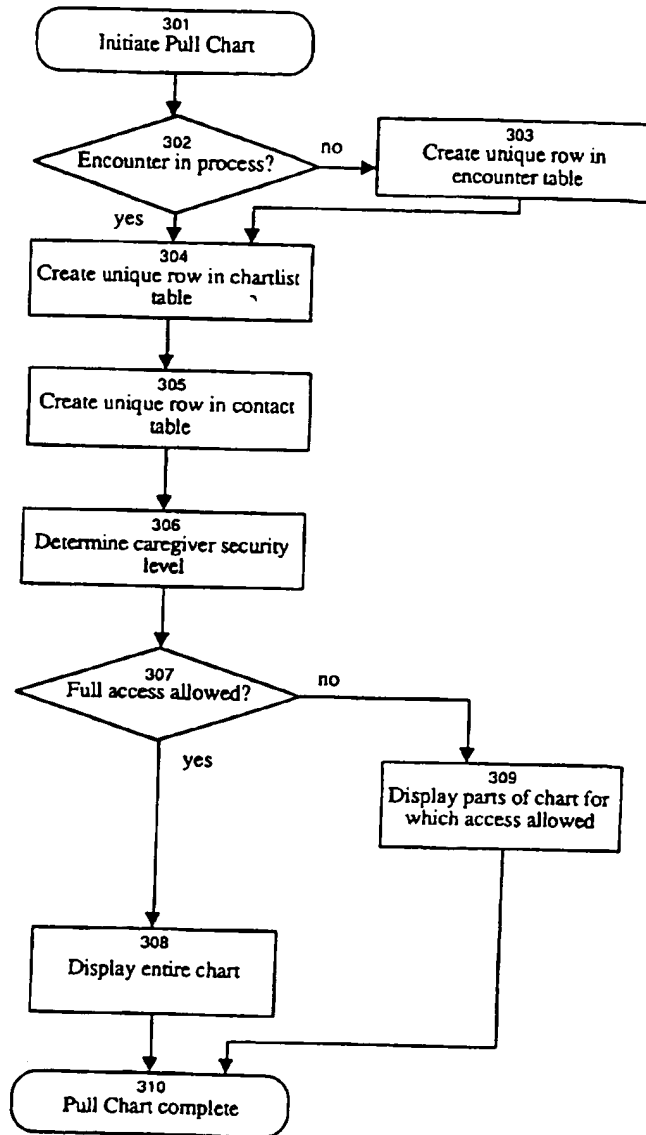 301
Initiate Pull Chart
302
Encounter in process?
no
303
Create unique row in
encounter table
yes
304
Create unique row in chartlist
table
305
Create unique row in contact
table
306
Determine caregiver security
level
307
Full access allowed?
no
yes
309
Display parts of chart for
which access allowed
308
Display entire chart
310
Pull Chart complete